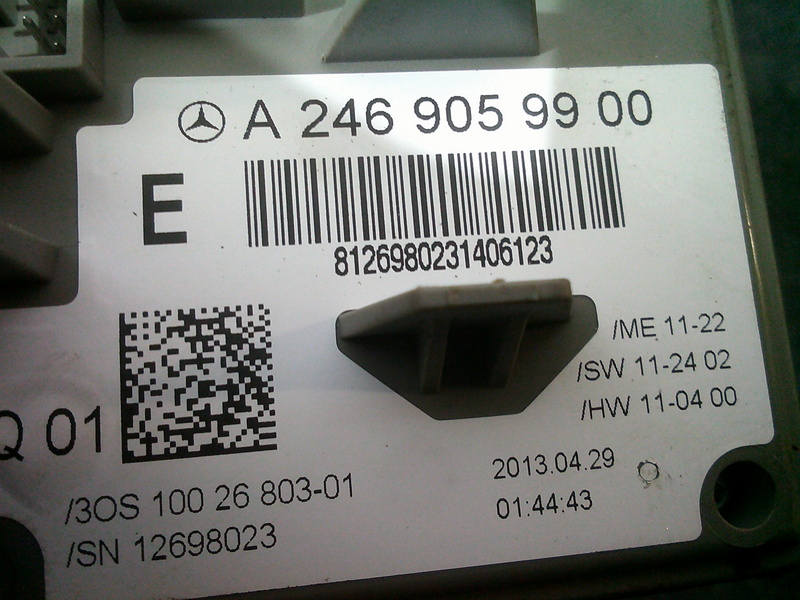 A 246 905 99 00
E
8126980231406123
/ME 11-22
/SW 11-24 02
/HW 11-04 00
Q 01
/3OS 100 26 803-01
/SN 12698023
2013.04.29
01:44:43